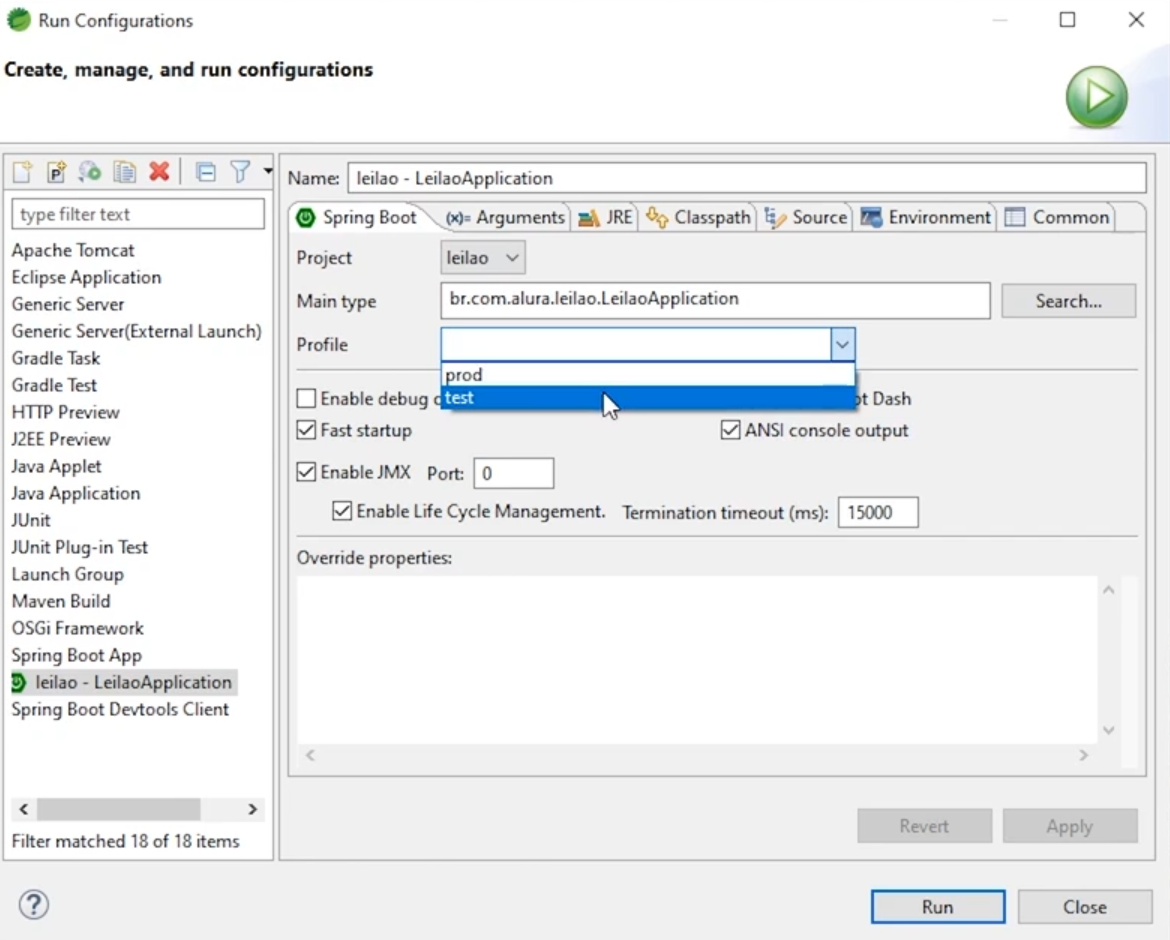 Run Configurations
Create, manage, and run configurations
type filter text
Apache Tomcat
Eclipse Application
Generic Server
Generic Server(External Launch)
Gradle Task
Gradle Test
HTTP Preview
J2EE Preview
Java Applet
Java Application
JUnit
JUnit Plug-in Test
Launch Group
Maven Build
OSGi Framework
Spring Boot App
leilao - LeilaoApplication
Spring Boot Devtools Client
Filter matched 18 of 18 items
Name: leilao - LeilaoApplication
Spring Boot (x)= Arguments JRE Classpath Source Environment Common
Project leilao
Main type br.com.alura.leilao.LeilaoApplication Search...
Profile
prod
test
Enable debug ot Dash
Fast startup ANSI console output
Enable JMX Port: 0
Enable Life Cycle Management. Termination timeout (ms): 15000
Override properties:
Revert Apply
Run Close